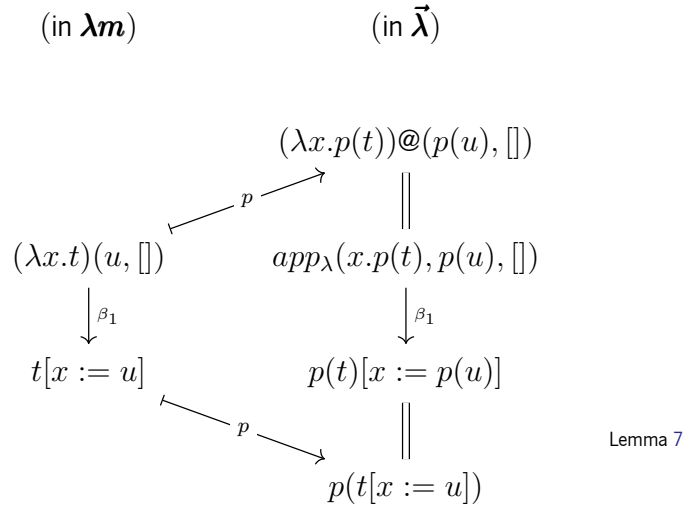 (in λm) (in λ⃗)
(λx.p(t))@(p(u), [])
p
(λx.t)(u, []) app_λ(x.p(t), p(u), [])
β₁ β₁
t[x := u] p(t)[x := p(u)]
p Lemma 7
p(t[x := u])